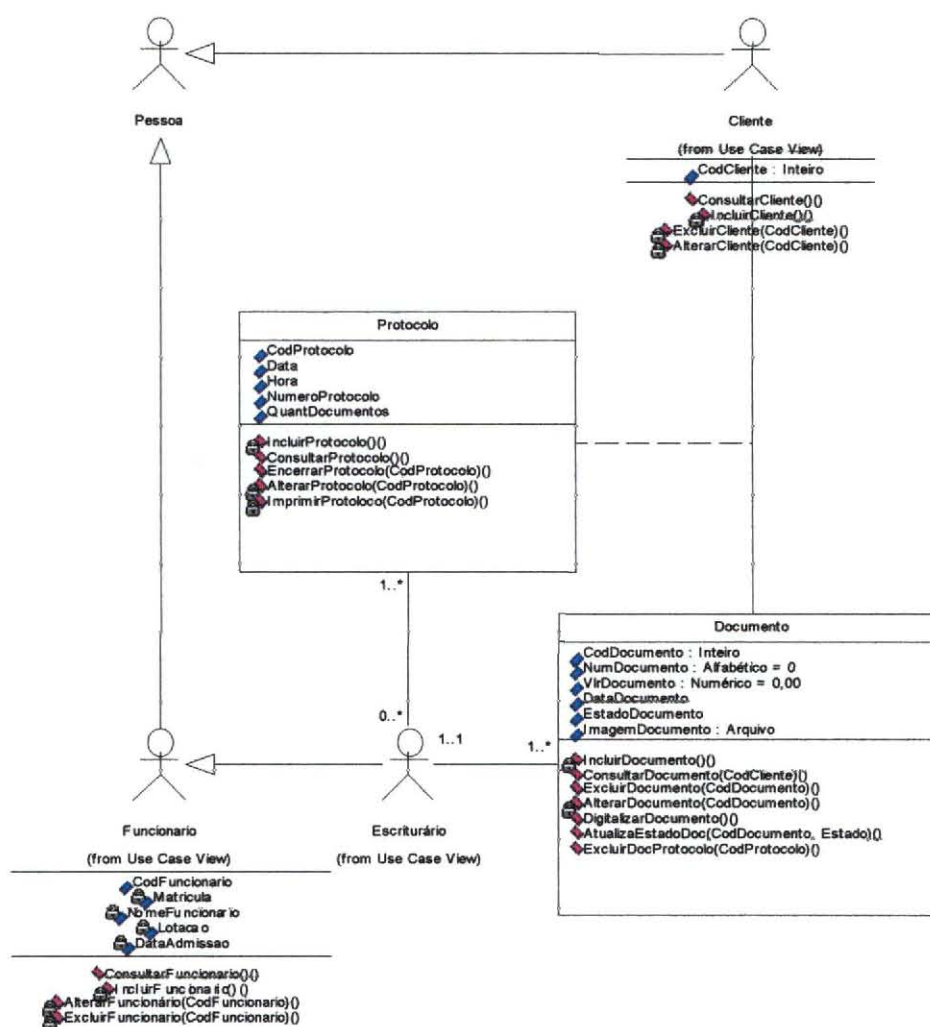 Pessoa
Cliente
(from Use Case View)
CodCliente : Inteiro
ConsultarCliente()()
IncluirCliente()()
ExcluirCliente(CodCliente)()
AlterarCliente(CodCliente)()
Protocolo
CodProtocolo
Data
Hora
NumeroProtocolo
QuantDocumentos
IncluirProtocolo()()
ConsultarProtocolo()()
EncerrarProtocolo(CodProtocolo)()
AlterarProtocolo(CodProtocolo)()
ImprimirProtoloco(CodProtocolo)()
1..*
0..*
1..1
1..*
Documento
CodDocumento : Inteiro
NumDocumento : Alfabético = 0
VlrDocumento : Numérico = 0,00
DataDocumento
EstadoDocumento
ImagemDocumento : Arquivo
IncluirDocumento()()
ConsultarDocumento(CodCliente)()
ExcluirDocumento(CodDocumento)()
AlterarDocumento(CodDocumento)()
DigitalizarDocumento()()
AtualizaEstadoDoc(CodDocumento, Estado)()
ExcluirDocProtocolo(CodProtocolo)()
Funcionario
(from Use Case View)
CodFuncionario
Matricula
NomeFuncionario
Lotacao
DataAdmissao
ConsultarFuncionario()()
IncluirFuncionario()()
AlterarFuncionário(CodFuncionario)()
ExcluirFuncionario(CodFuncionario)()
Escriturário
(from Use Case View)